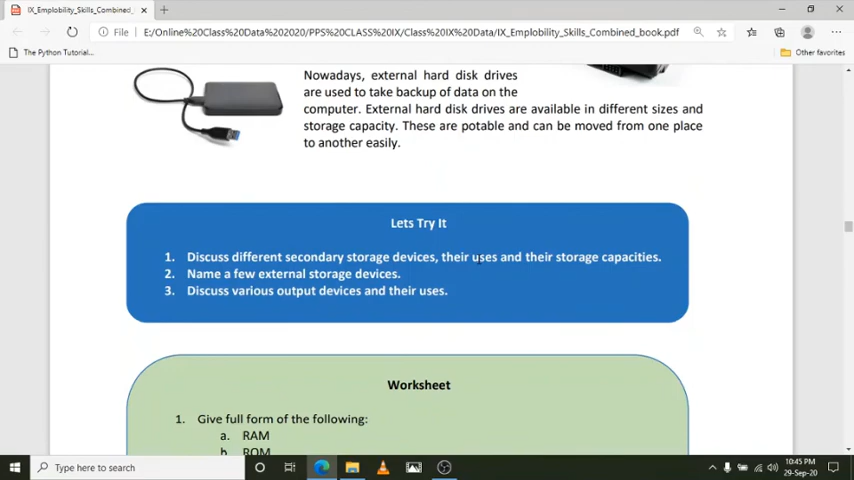 IX_Emplobility_Skills_Combined_
File
E:/Online%20Class%20Data%202020/PPS%20CLASS%20IX/Class%20IX%20Data/IX_Emplobility_Skills_Combined_book.pdf
The Python Tutorial...
Other favorites
Nowadays, external hard disk drives
are used to take backup of data on the
computer. External hard disk drives are available in different sizes and
storage capacity. These are potable and can be moved from one place
to another easily.
Lets Try It
1. Discuss different secondary storage devices, their uses and their storage capacities.
2. Name a few external storage devices.
3. Discuss various output devices and their uses.
Worksheet
1. Give full form of the following:
a. RAM
b. ROM
Type here to search
10:45 PM
29-Sep-20